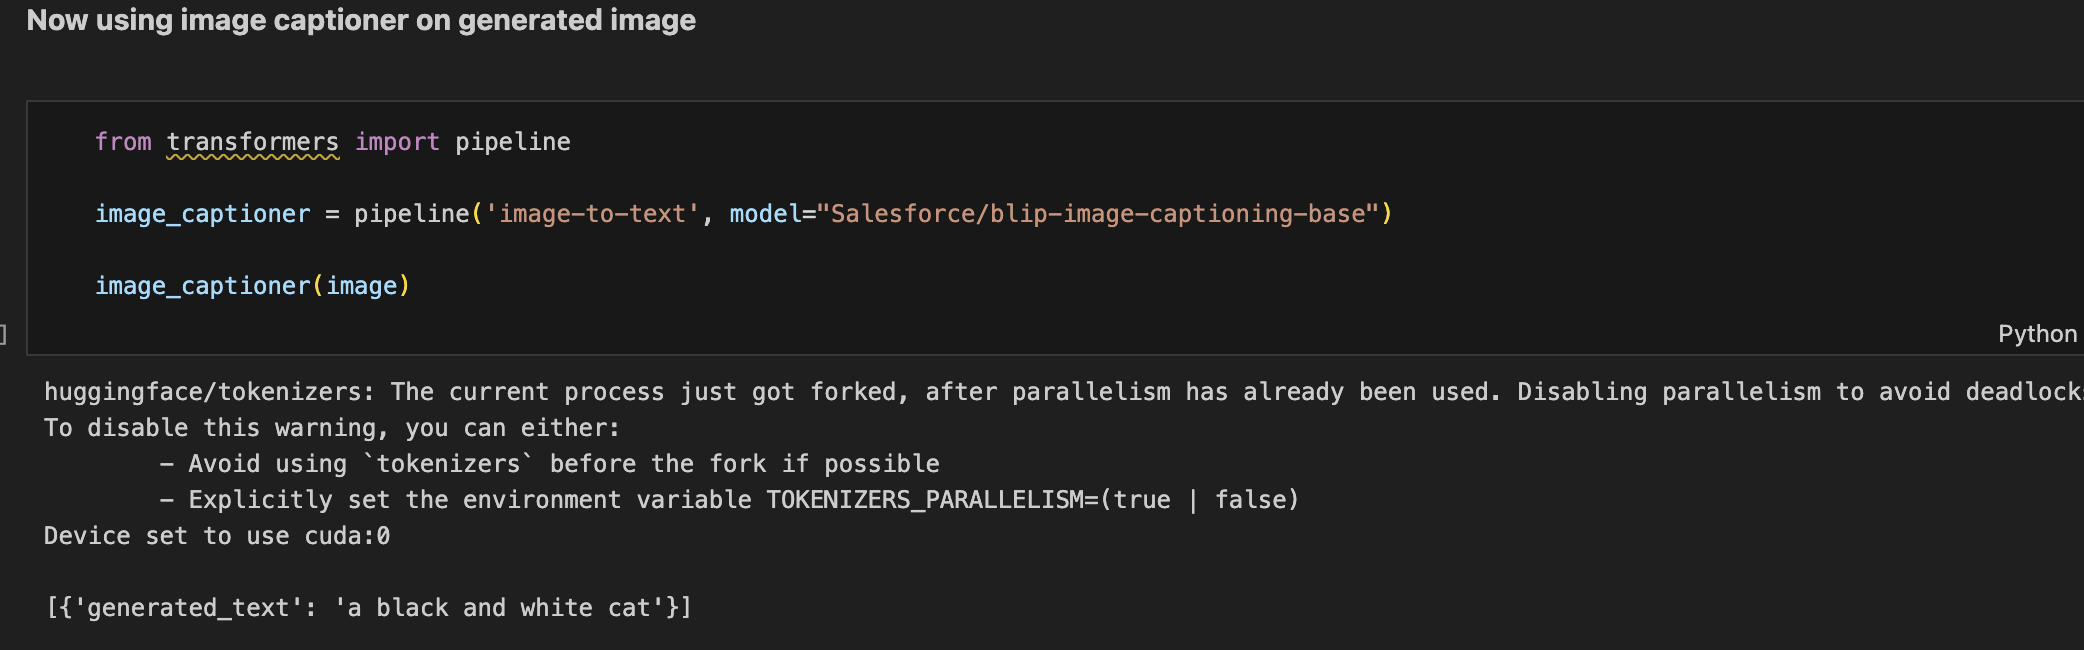 Now using image captioner on generated image
from transformers import pipeline
image_captioner = pipeline('image-to-text', model="Salesforce/blip-image-captioning-base")
image_captioner(image)
]
Python
huggingface/tokenizers: The current process just got forked, after parallelism has already been used. Disabling parallelism to avoid deadlocks
To disable this warning, you can either:
- Avoid using `tokenizers` before the fork if possible
- Explicitly set the environment variable TOKENIZERS_PARALLELISM=(true | false)
Device set to use cuda:0
[{'generated_text': 'a black and white cat'}]